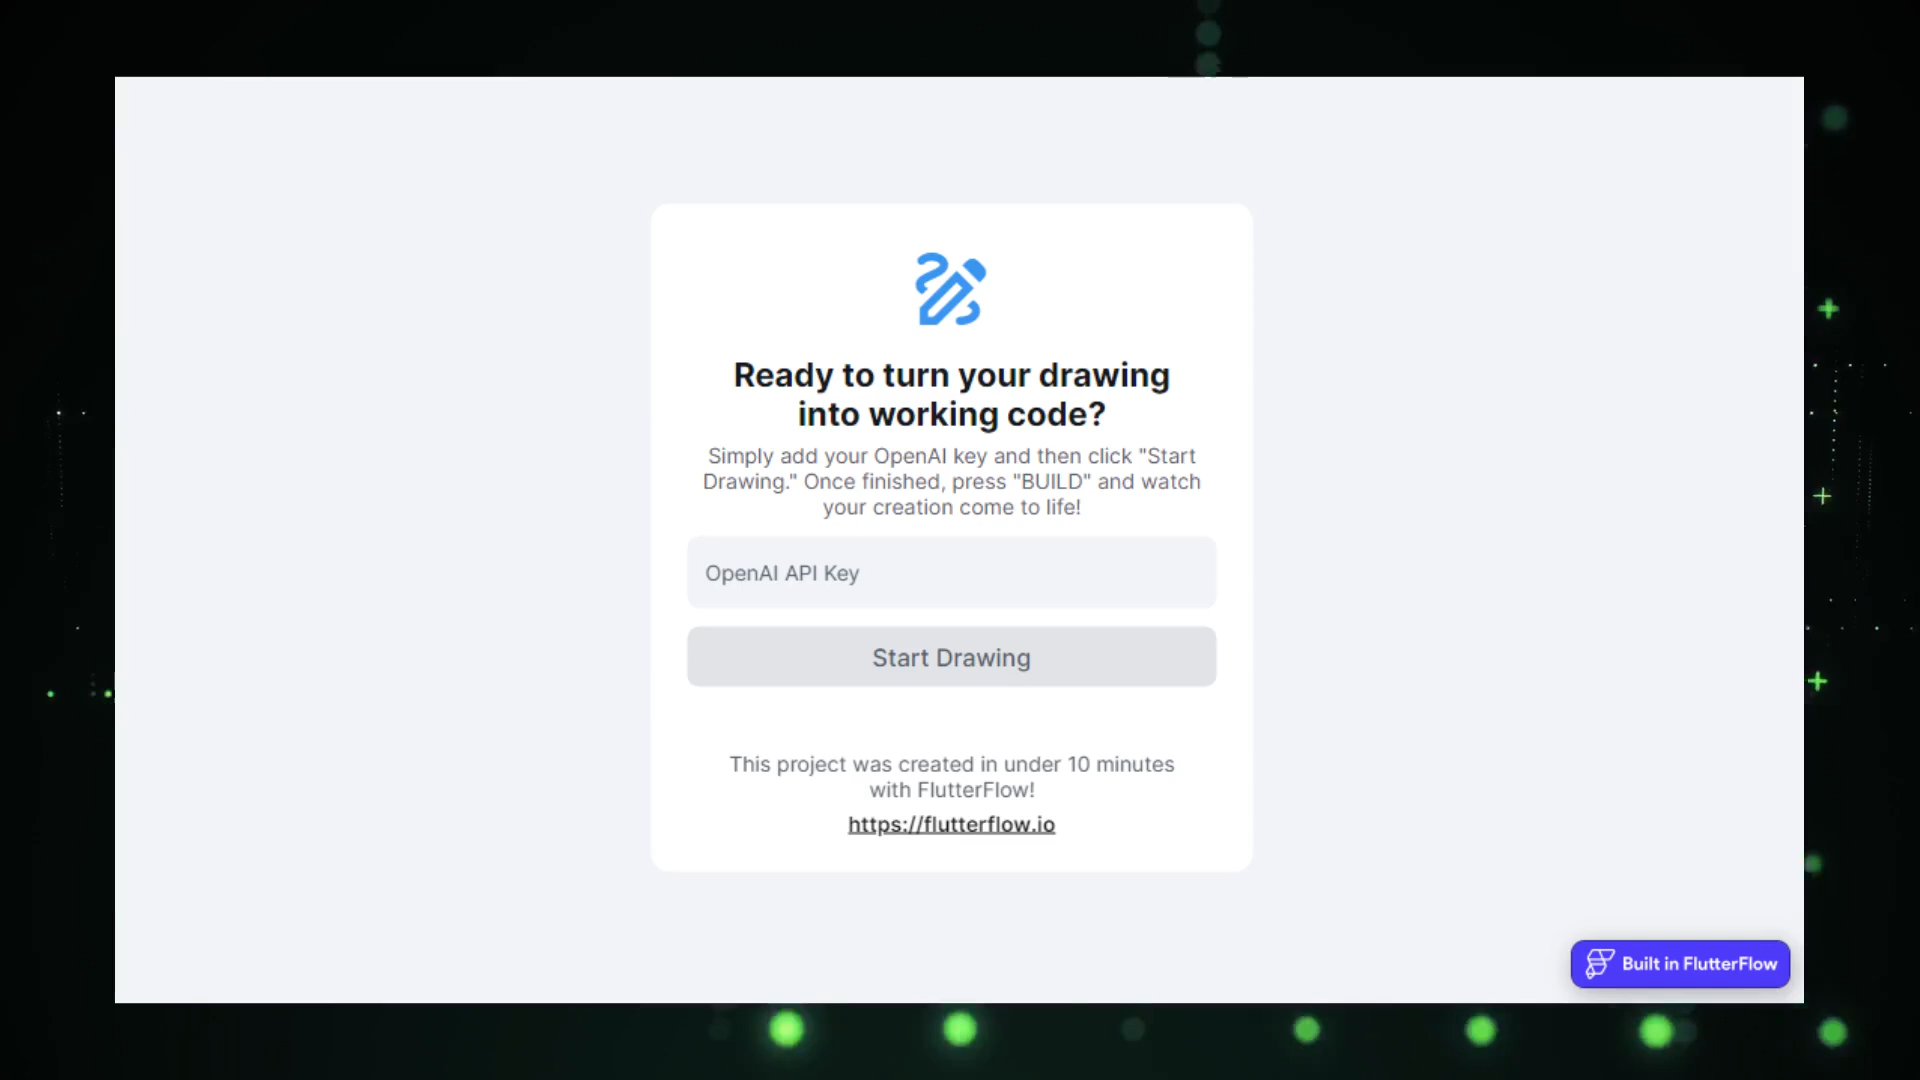 Ready to turn your drawing
into working code?
Simply add your OpenAI key and then click "Start
Drawing." Once finished, press "BUILD" and watch
your creation come to life!
OpenAI API Key
Start Drawing
This project was created in under 10 minutes
with FlutterFlow!
https://flutterflow.io
Built in FlutterFlow